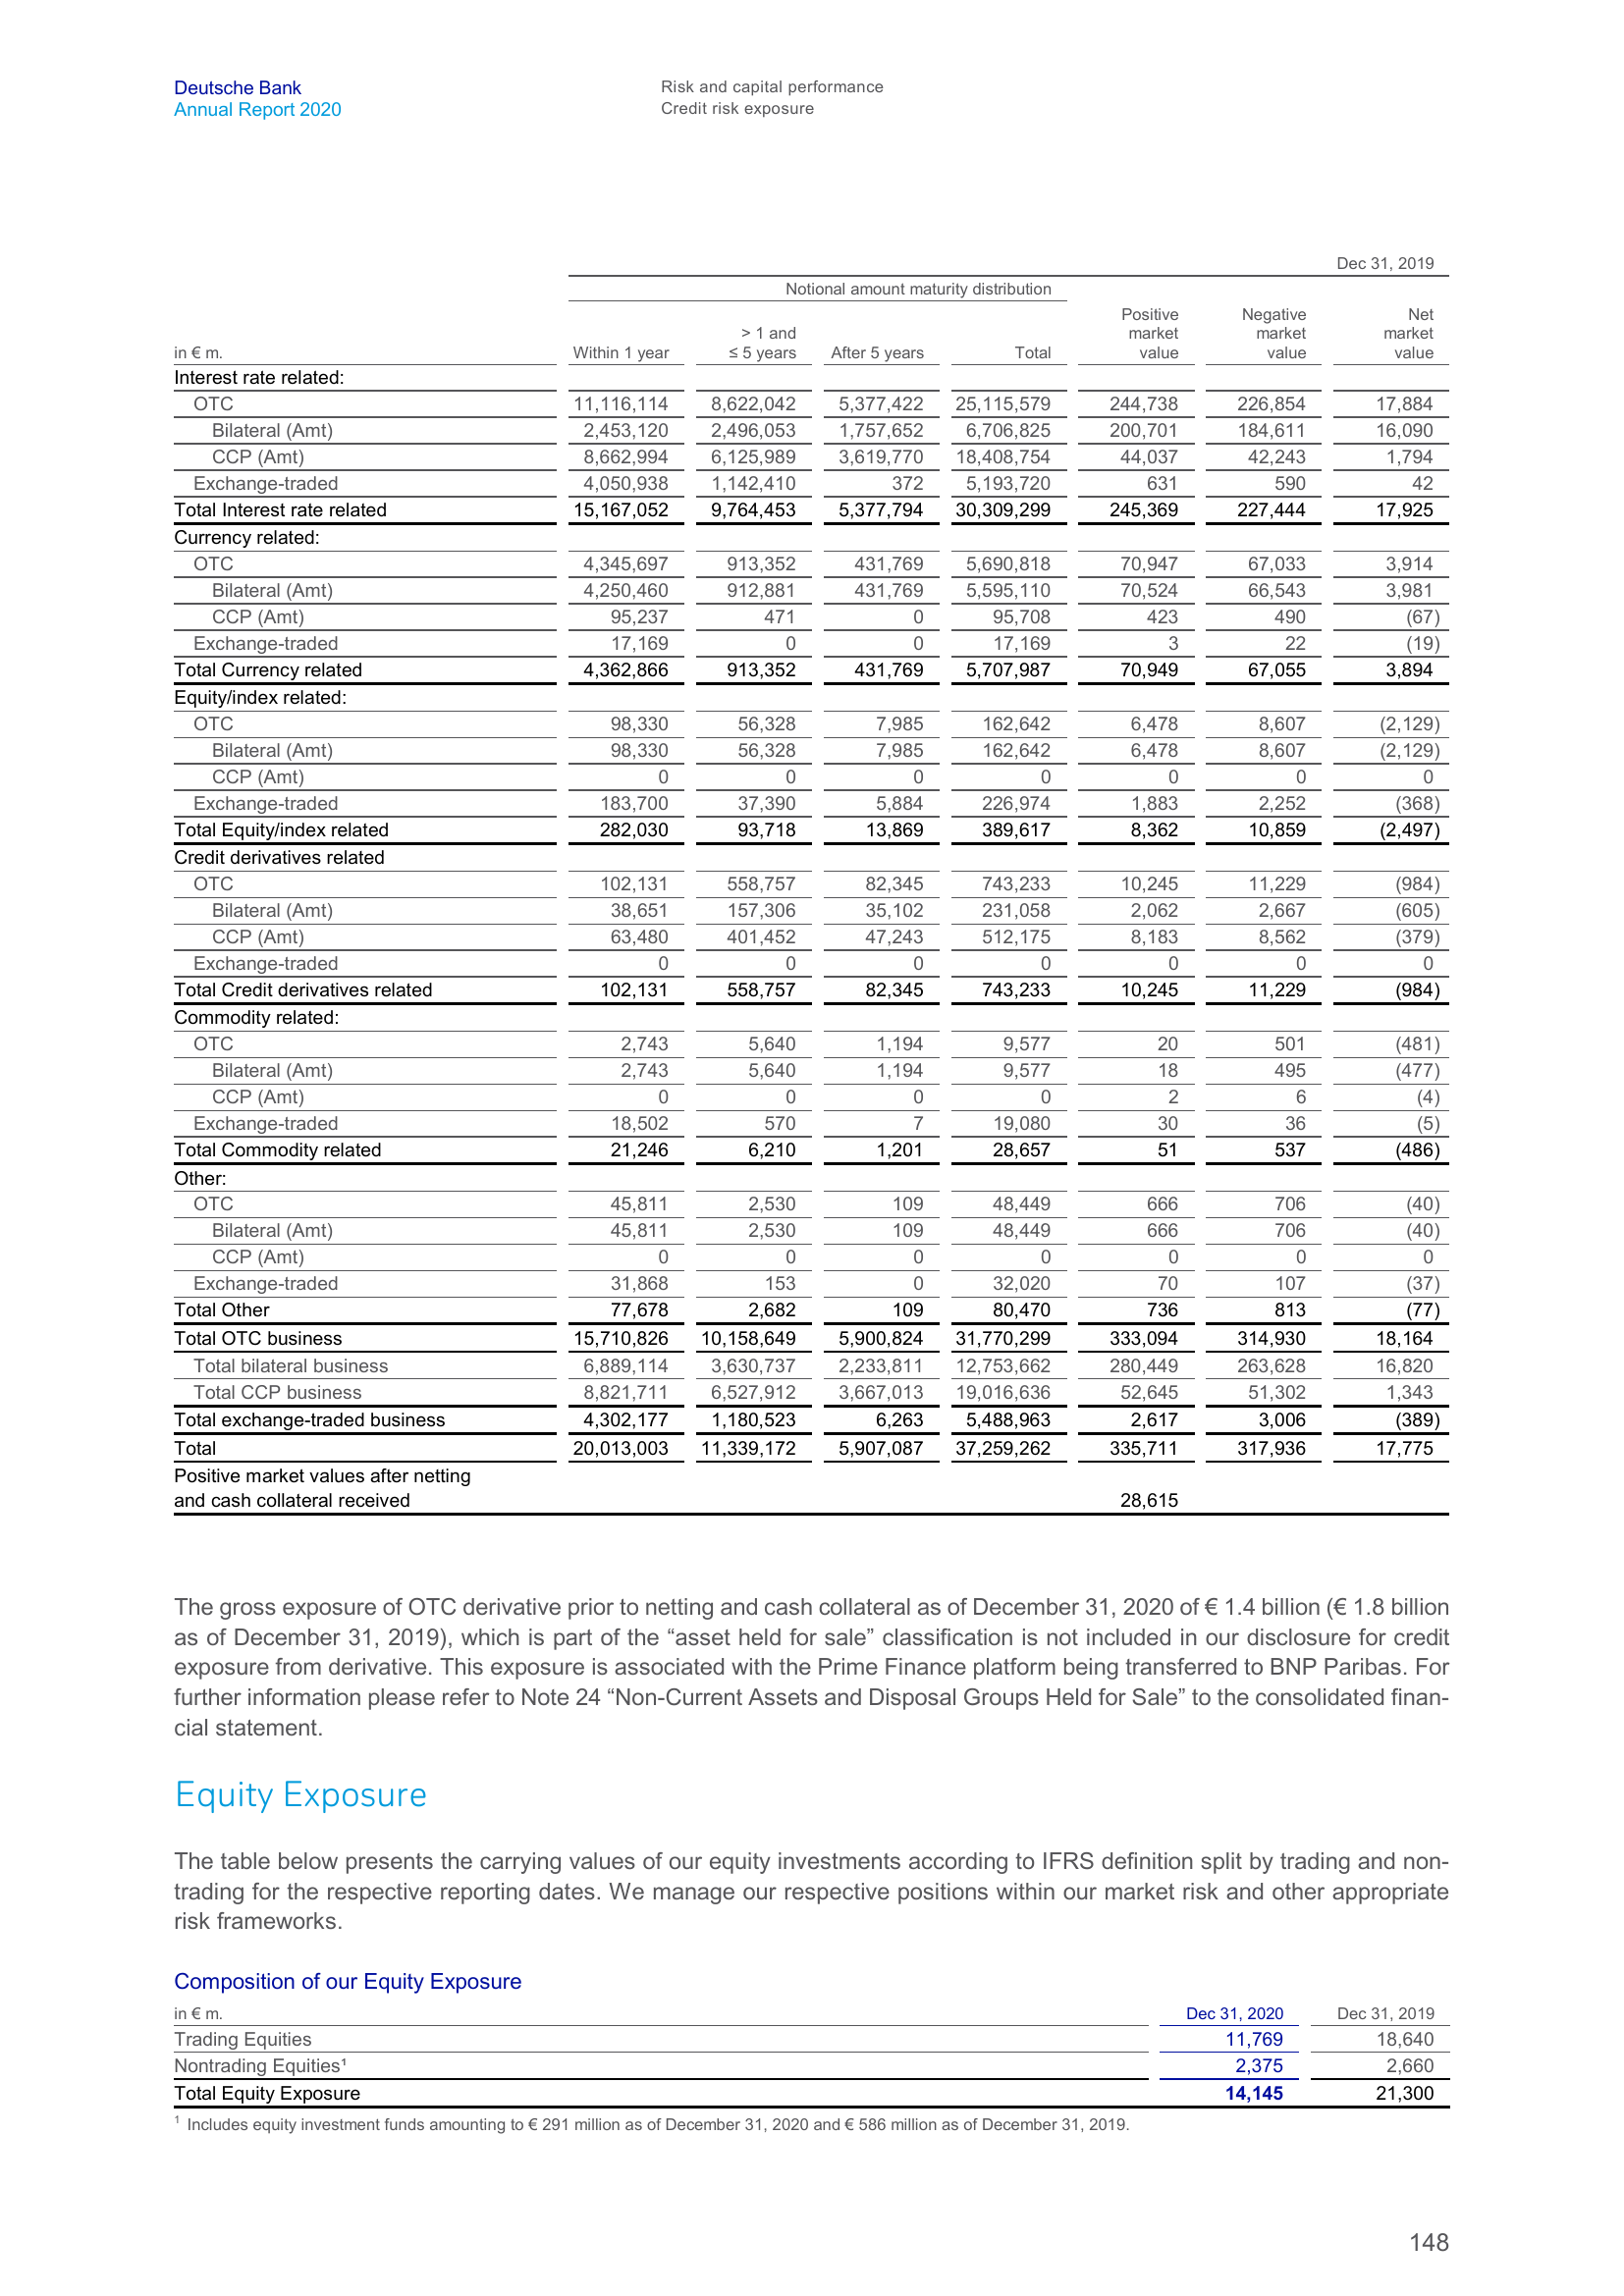 Deutsche Bank
Annual Report 2020
Risk and capital performance
Credit risk exposure
Dec 31, 2019
Notional amount maturity distribution
in € m. Within 1 year > 1 and ≤ 5 years After 5 years Total Positive market value Negative market value Net market value
Interest rate related:
OTC 11,116,114 8,622,042 5,377,422 25,115,579 244,738 226,854 17,884
Bilateral (Amt) 2,453,120 2,496,053 1,757,652 6,706,825 200,701 184,611 16,090
CCP (Amt) 8,662,994 6,125,989 3,619,770 18,408,754 44,037 42,243 1,794
Exchange-traded 4,050,938 1,142,410 372 5,193,720 631 590 42
Total Interest rate related 15,167,052 9,764,453 5,377,794 30,309,299 245,369 227,444 17,925
Currency related:
OTC 4,345,697 913,352 431,769 5,690,818 70,947 67,033 3,914
Bilateral (Amt) 4,250,460 912,881 431,769 5,595,110 70,524 66,543 3,981
CCP (Amt) 95,237 471 0 95,708 423 490 (67)
Exchange-traded 17,169 0 0 17,169 3 22 (19)
Total Currency related 4,362,866 913,352 431,769 5,707,987 70,949 67,055 3,894
Equity/index related:
OTC 98,330 56,328 7,985 162,642 6,478 8,607 (2,129)
Bilateral (Amt) 98,330 56,328 7,985 162,642 6,478 8,607 (2,129)
CCP (Amt) 0 0 0 0 0 0 0
Exchange-traded 183,700 37,390 5,884 226,974 1,883 2,252 (368)
Total Equity/index related 282,030 93,718 13,869 389,617 8,362 10,859 (2,497)
Credit derivatives related
OTC 102,131 558,757 82,345 743,233 10,245 11,229 (984)
Bilateral (Amt) 38,651 157,306 35,102 231,058 2,062 2,667 (605)
CCP (Amt) 63,480 401,452 47,243 512,175 8,183 8,562 (379)
Exchange-traded 0 0 0 0 0 0 0
Total Credit derivatives related 102,131 558,757 82,345 743,233 10,245 11,229 (984)
Commodity related:
OTC 2,743 5,640 1,194 9,577 20 501 (481)
Bilateral (Amt) 2,743 5,640 1,194 9,577 18 495 (477)
CCP (Amt) 0 0 0 0 2 6 (4)
Exchange-traded 18,502 570 7 19,080 30 36 (5)
Total Commodity related 21,246 6,210 1,201 28,657 51 537 (486)
Other:
OTC 45,811 2,530 109 48,449 666 706 (40)
Bilateral (Amt) 45,811 2,530 109 48,449 666 706 (40)
CCP (Amt) 0 0 0 0 0 0 0
Exchange-traded 31,868 153 0 32,020 70 107 (37)
Total Other 77,678 2,682 109 80,470 736 813 (77)
Total OTC business 15,710,826 10,158,649 5,900,824 31,770,299 333,094 314,930 18,164
Total bilateral business 6,889,114 3,630,737 2,233,811 12,753,662 280,449 263,628 16,820
Total CCP business 8,821,711 6,527,912 3,667,013 19,016,636 52,645 51,302 1,343
Total exchange-traded business 4,302,177 1,180,523 6,263 5,488,963 2,617 3,006 (389)
Total 20,013,003 11,339,172 5,907,087 37,259,262 335,711 317,936 17,775
Positive market values after netting
and cash collateral received 28,615
The gross exposure of OTC derivative prior to netting and cash collateral as of December 31, 2020 of € 1.4 billion (€ 1.8 billion
as of December 31, 2019), which is part of the “asset held for sale” classification is not included in our disclosure for credit
exposure from derivative. This exposure is associated with the Prime Finance platform being transferred to BNP Paribas. For
further information please refer to Note 24 “Non-Current Assets and Disposal Groups Held for Sale” to the consolidated finan-
cial statement.
Equity Exposure
The table below presents the carrying values of our equity investments according to IFRS definition split by trading and non-
trading for the respective reporting dates. We manage our respective positions within our market risk and other appropriate
risk frameworks.
Composition of our Equity Exposure
in € m. Dec 31, 2020 Dec 31, 2019
Trading Equities 11,769 18,640
Nontrading Equities¹ 2,375 2,660
Total Equity Exposure 14,145 21,300
¹ Includes equity investment funds amounting to € 291 million as of December 31, 2020 and € 586 million as of December 31, 2019.
148